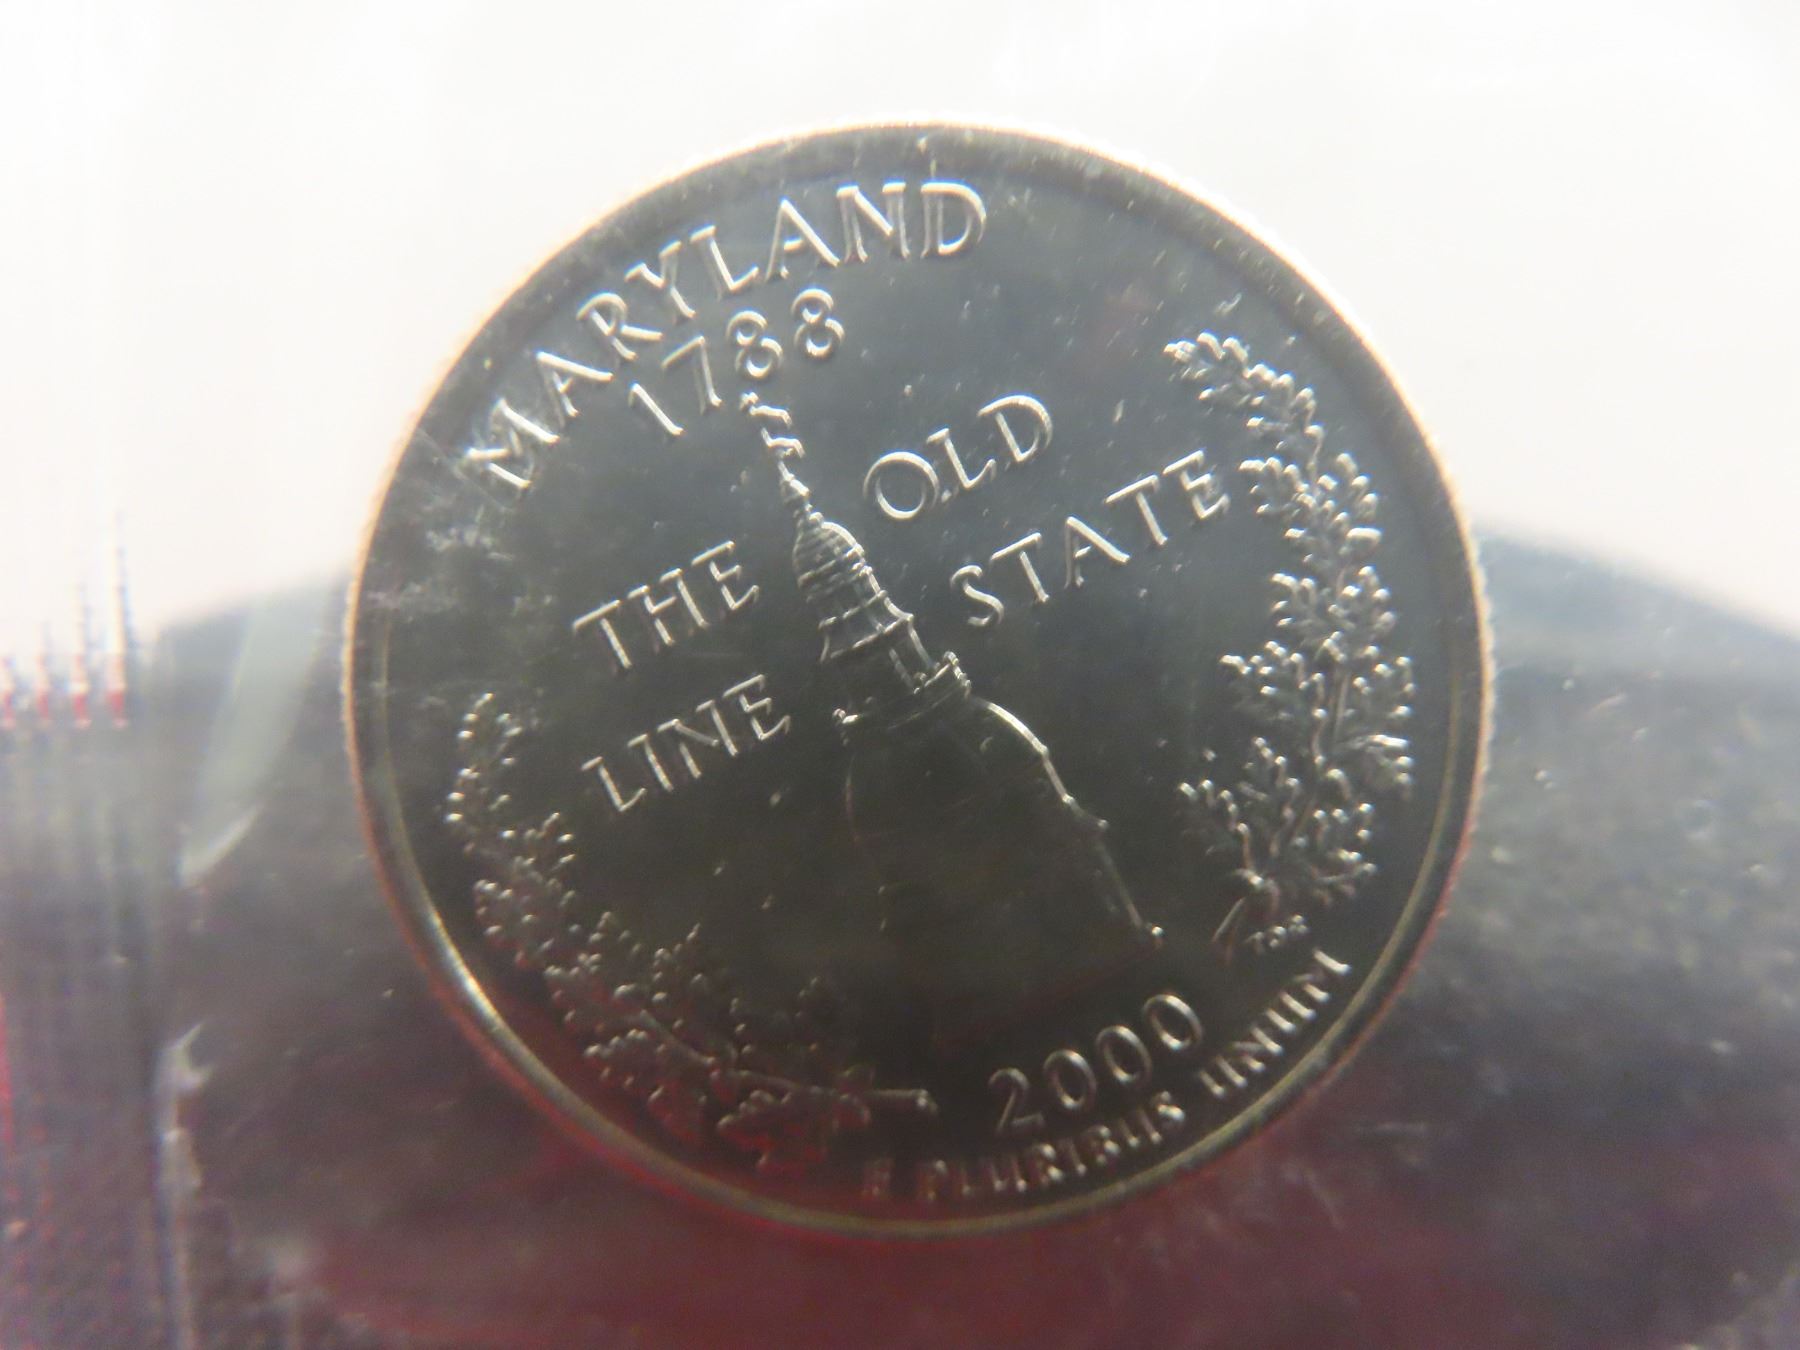 MARYLAND
1788
THE OLD
LINE STATE
2000
E PLURIBUS UNUM